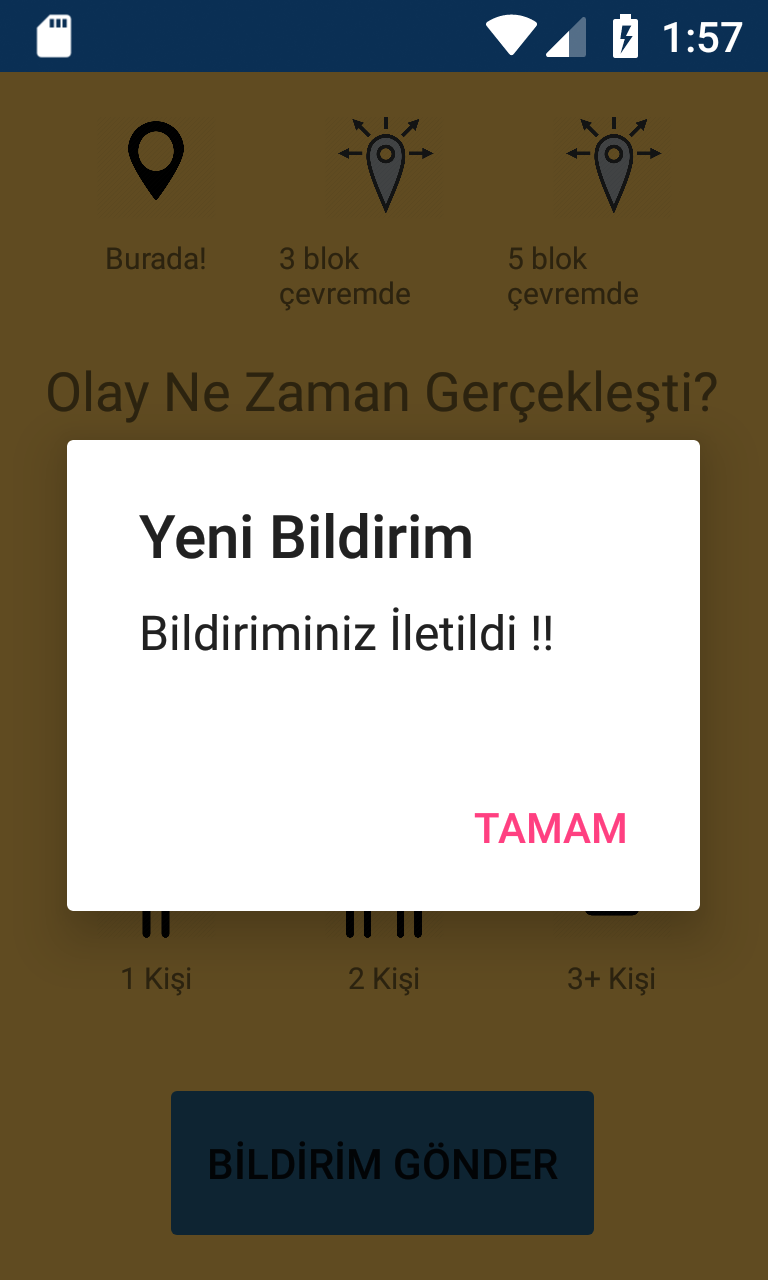 1:57
Burada!
3 blok
çevremde
5 blok
çevremde
Olay Ne Zaman Gerçekleşti?
Yeni Bildirim
Bildiriminiz İletildi !!
TAMAM
1 Kişi
2 Kişi
3+ Kişi
BİLDİRİM GÖNDER